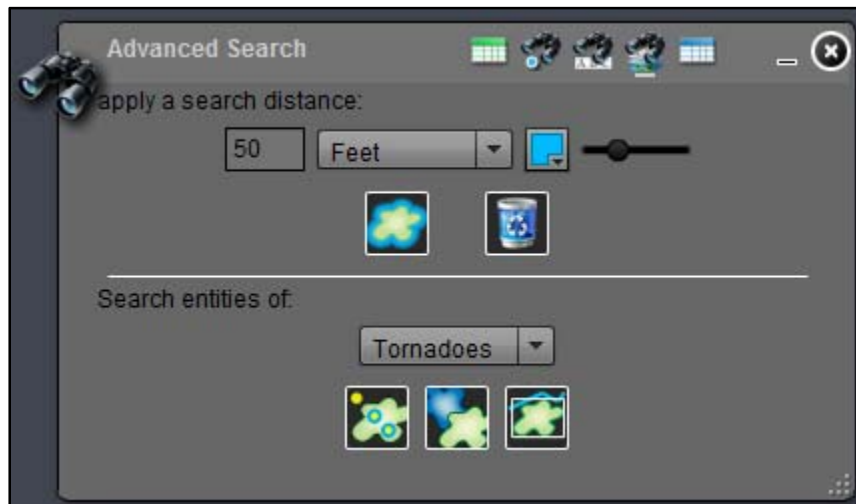 Advanced Search
apply a search distance:
50 Feet
Search entities of:
Tornadoes